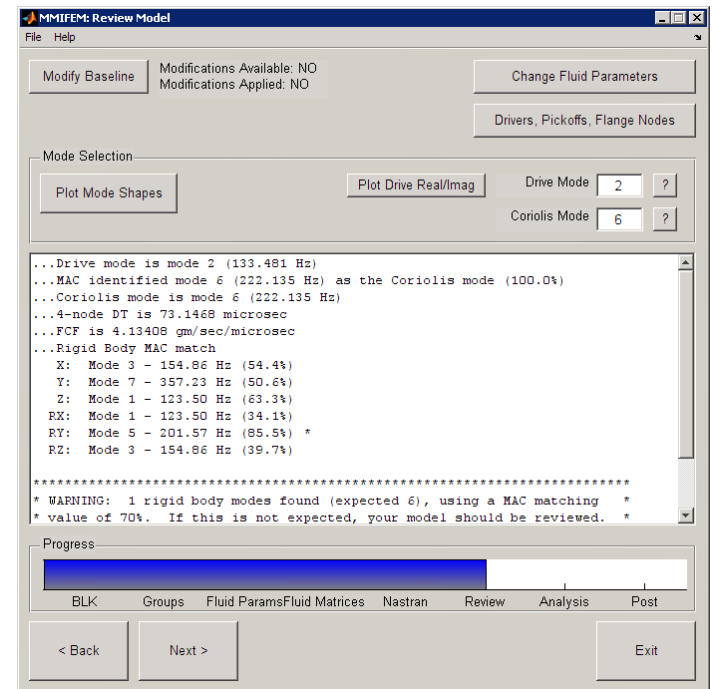 MMIFEM: Review Model
File Help
Modify Baseline
Modifications Available: NO
Modifications Applied: NO
Change Fluid Parameters
Drivers, Pickoffs, Flange Nodes
Mode Selection
Plot Mode Shapes
Plot Drive Real/Imag
Drive Mode 2 ?
Coriolis Mode 6 ?
...Drive mode is mode 2 (133.481 Hz)
...MAC identified mode 6 (222.135 Hz) as the Coriolis mode (100.0%)
...Coriolis mode is mode 6 (222.135 Hz)
...4-node DT is 73.1468 microsec
...FCF is 4.13408 gm/sec/microsec
...Rigid Body MAC match
X: Mode 3 - 154.86 Hz (54.4%)
Y: Mode 7 - 357.23 Hz (50.6%)
Z: Mode 1 - 123.50 Hz (63.3%)
RX: Mode 1 - 123.50 Hz (34.1%)
RY: Mode 5 - 201.57 Hz (85.5%) *
RZ: Mode 3 - 154.86 Hz (39.7%)
***************************************************************************
* WARNING: 1 rigid body modes found (expected 6), using a MAC matching *
* value of 70%. If this is not expected, your model should be reviewed. *
Progress
BLK Groups Fluid ParamsFluid Matrices Nastran Review Analysis Post
< Back
Next >
Exit